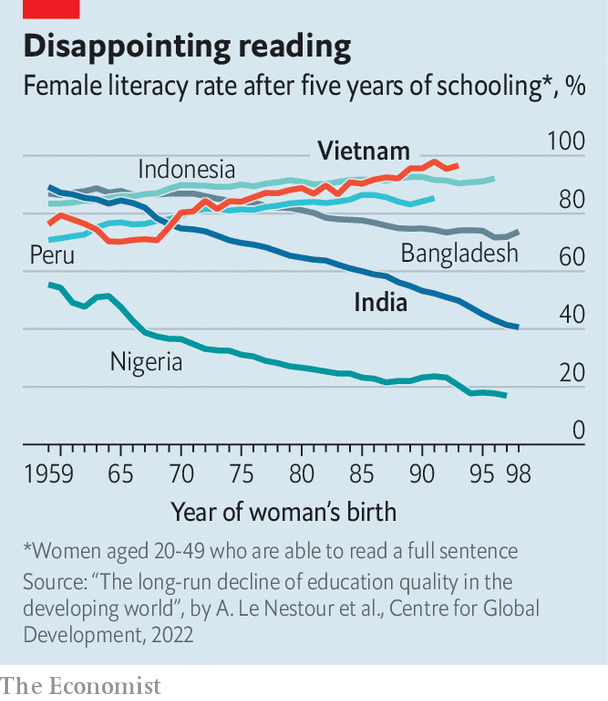 Disappointing reading
Female literacy rate after five years of schooling*, %
100
Vietnam
Indonesia
80
Peru
Bangladesh
60
India
40
Nigeria
20
0
1959 65 70 75 80 85 90 95 98
Year of woman's birth
*Women aged 20-49 who are able to read a full sentence
Source: “The long-run decline of education quality in the
developing world”, by A. Le Nestour et al., Centre for Global
Development, 2022
The Economist